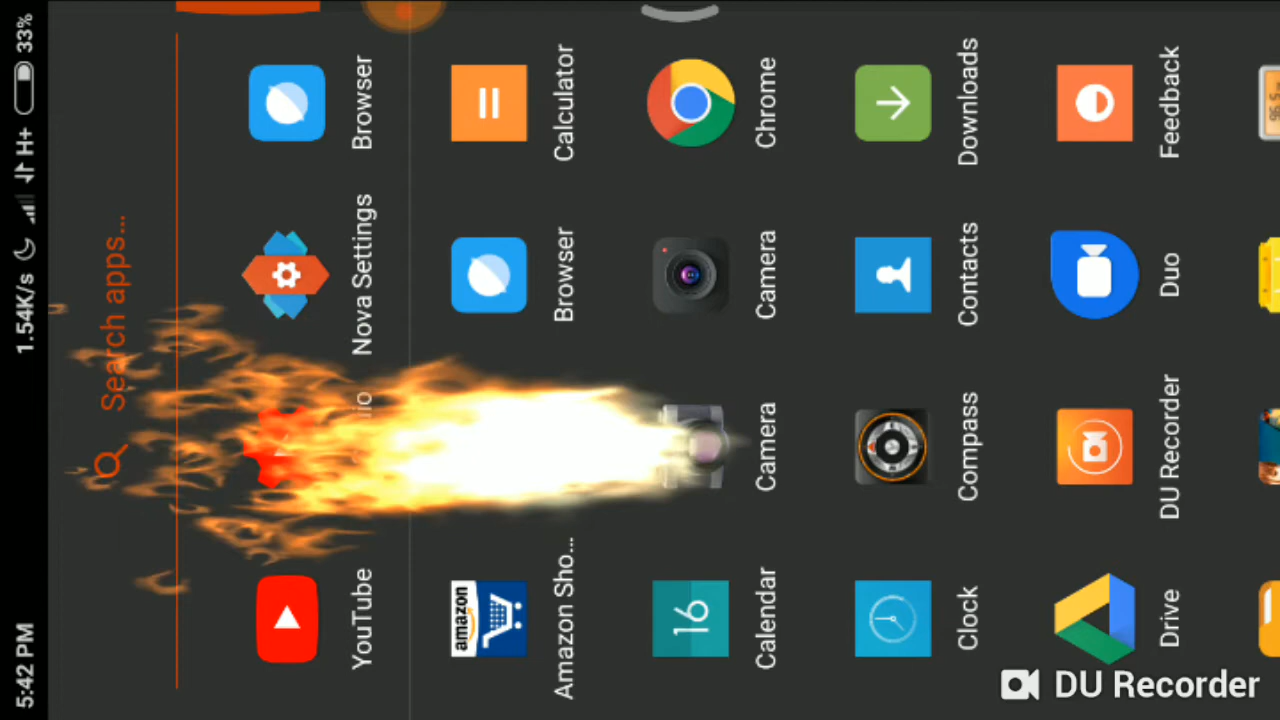 5:42 PM
1.54K/s
H+
33%
Search apps...
YouTube
io
Nova Settings
Browser
amazon
Amazon Sho...
Browser
Calculator
16
Calendar
Camera
Camera
Chrome
Clock
Compass
Contacts
Downloads
Drive
DU Recorder
Duo
Feedback
DU Recorder